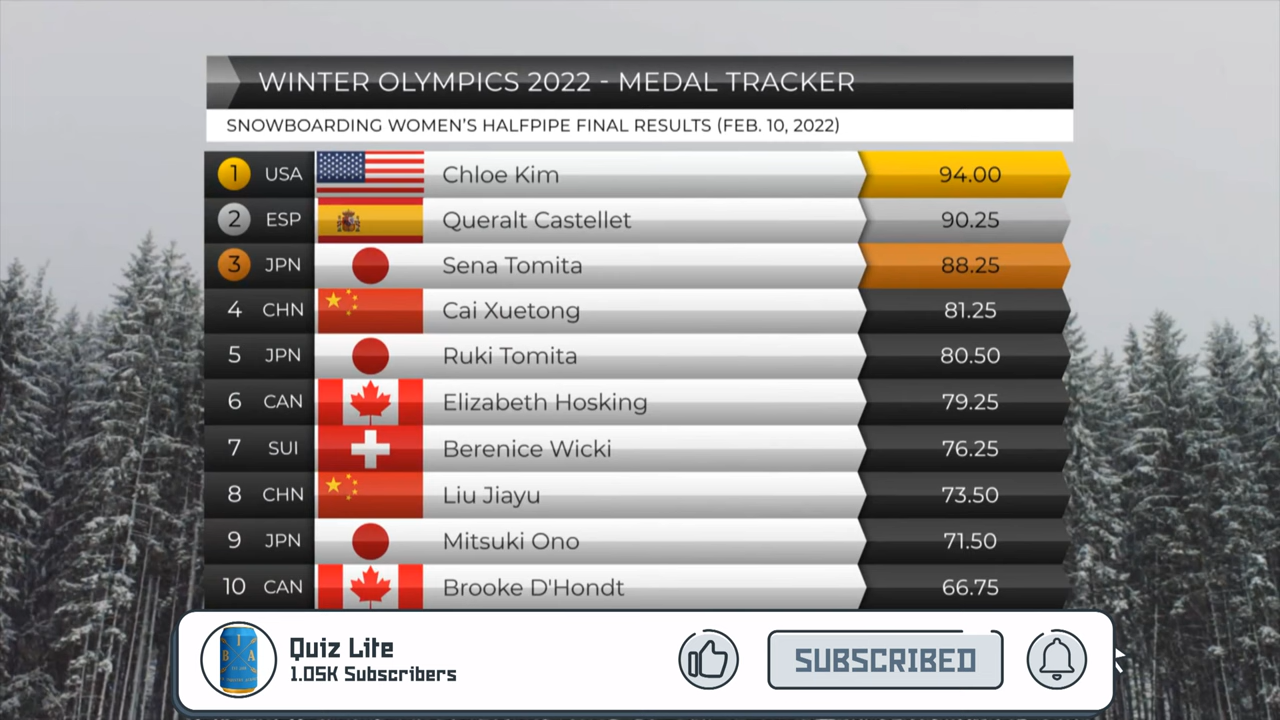 WINTER OLYMPICS 2022 - MEDAL TRACKER
SNOWBOARDING WOMEN'S HALFPIPE FINAL RESULTS (FEB. 10, 2022)
1 USA Chloe Kim 94.00
2 ESP Queralt Castellet 90.25
3 JPN Sena Tomita 88.25
4 CHN Cai Xuetong 81.25
5 JPN Ruki Tomita 80.50
6 CAN Elizabeth Hosking 79.25
7 SUI Berenice Wicki 76.25
8 CHN Liu Jiayu 73.50
9 JPN Mitsuki Ono 71.50
10 CAN Brooke D'Hondt 66.75
I
B A
Quiz Lite
1.05K Subscribers
SUBSCRIBED